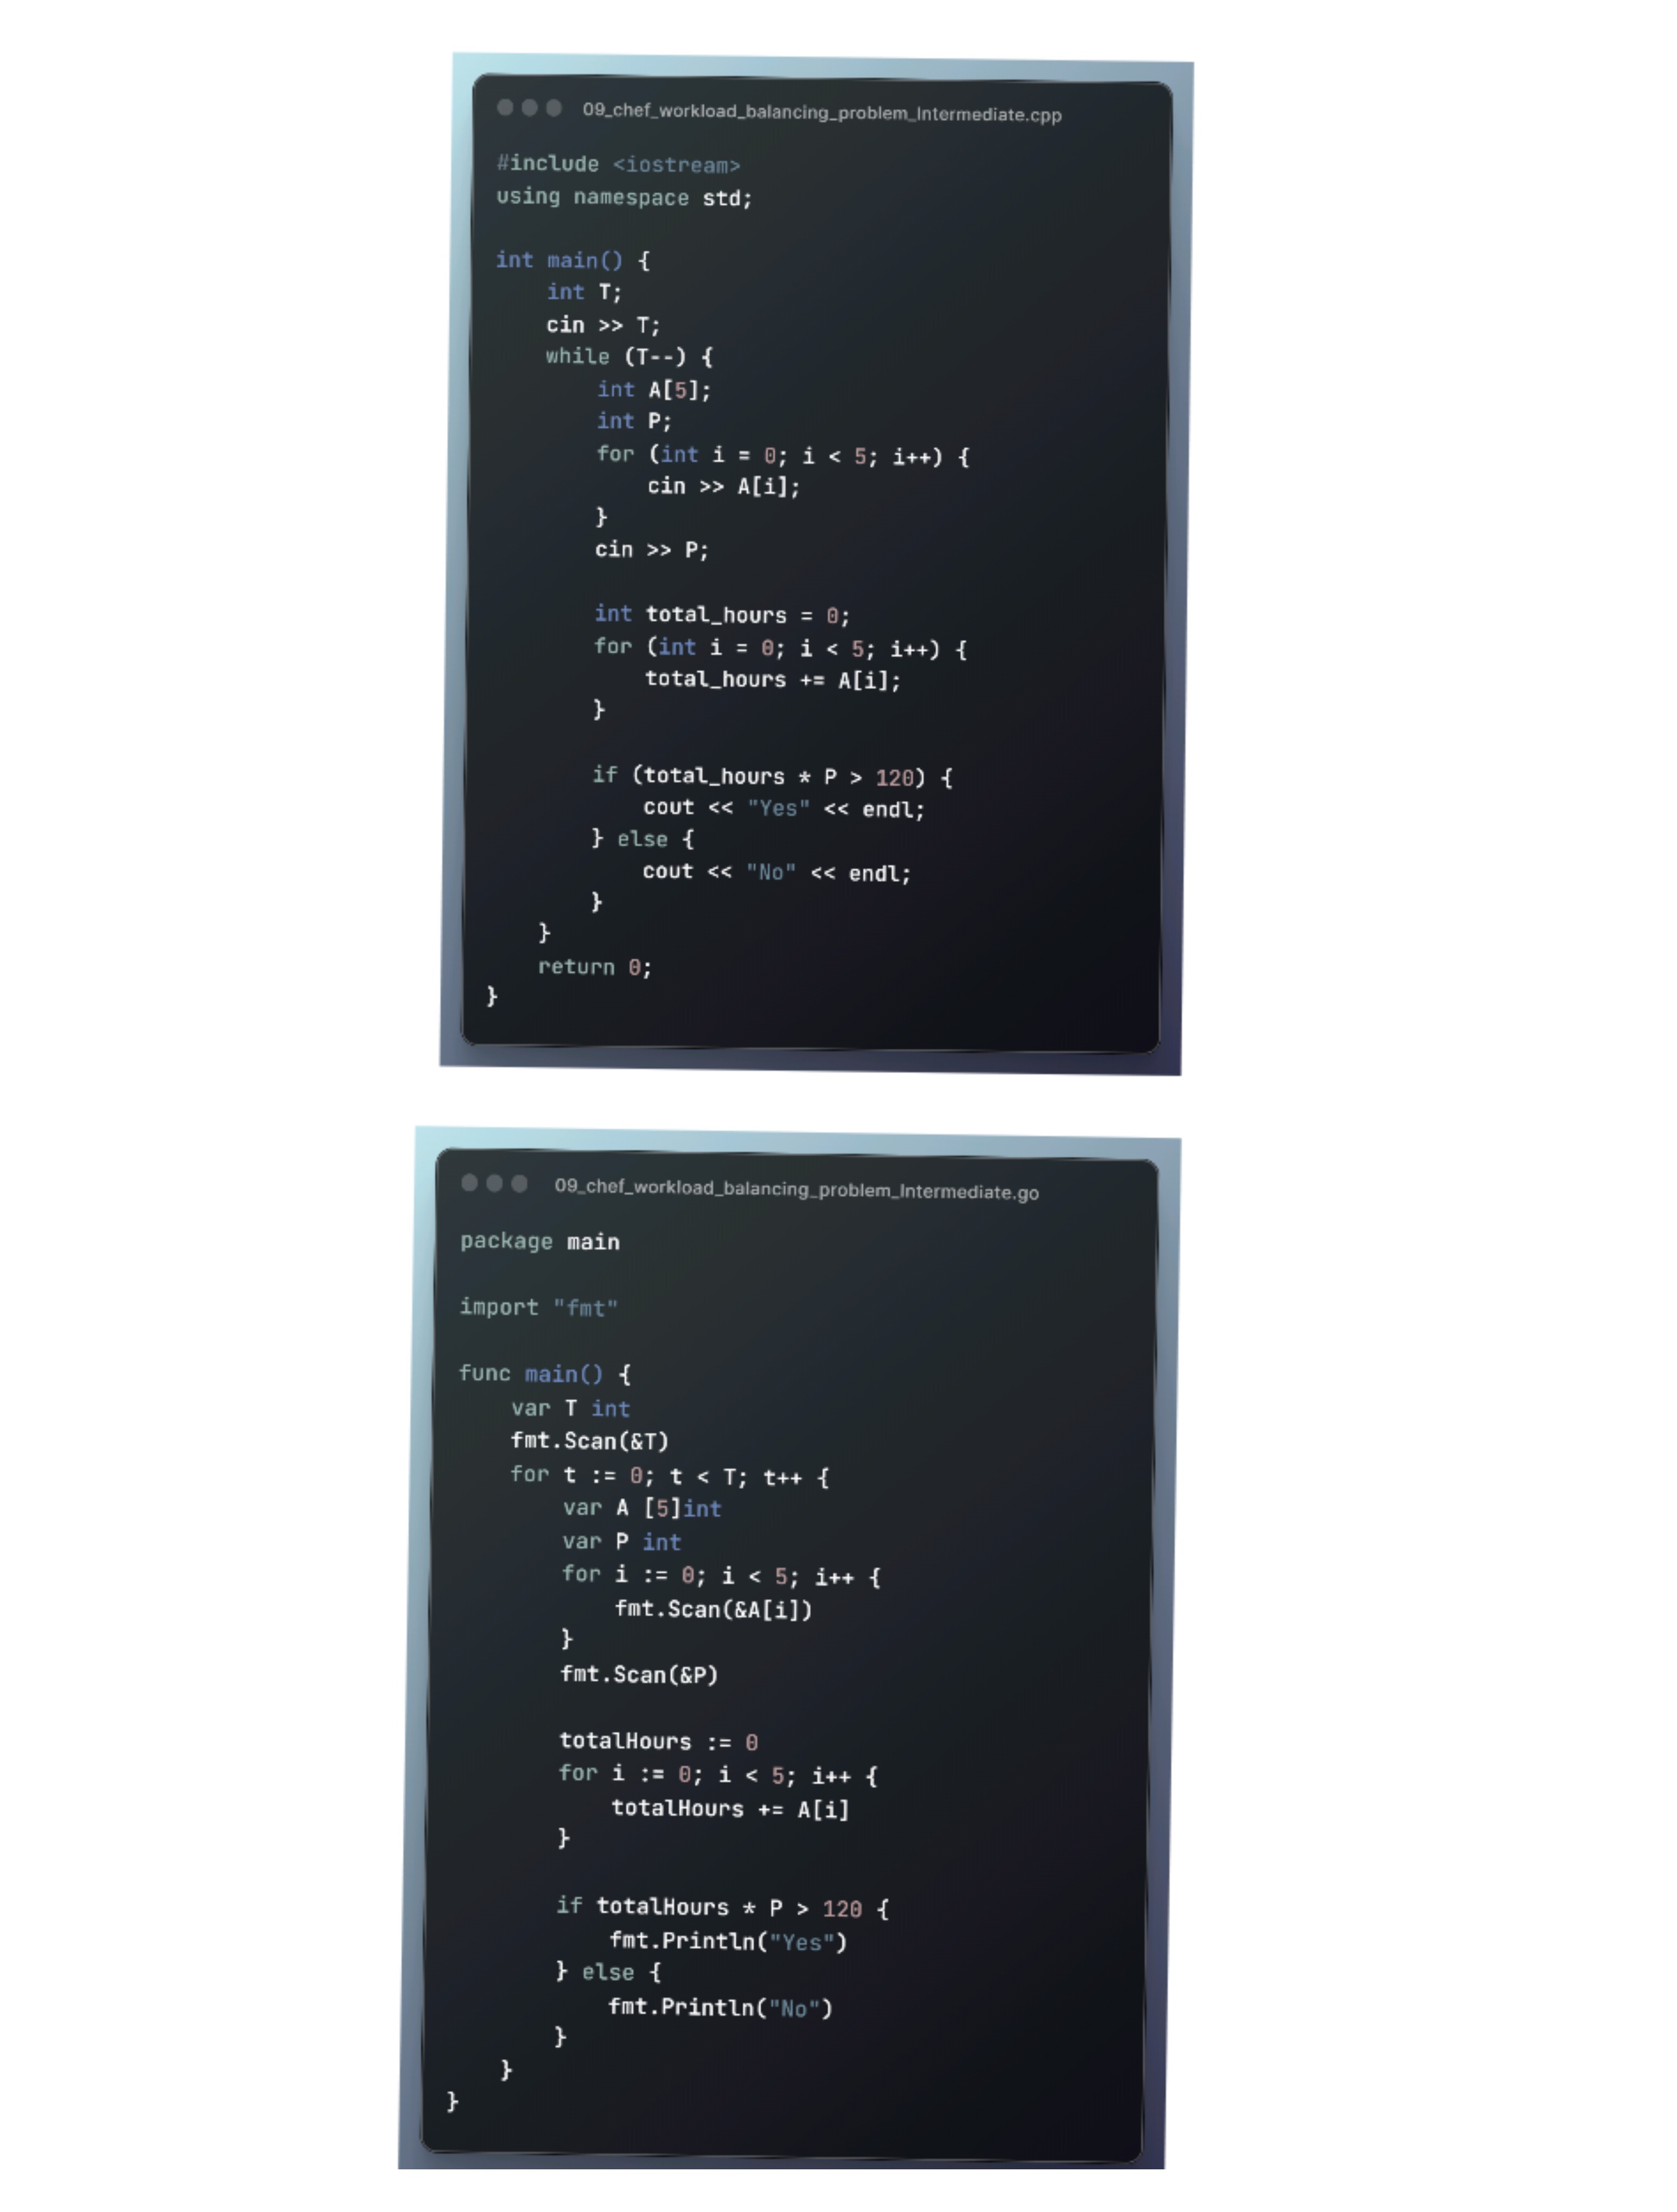 09_chef_workload_balancing_problem_Intermediate.cpp
#include <iostream>
using namespace std;

int main() {
    int T;
    cin >> T;
    while (T--) {
        int A[5];
        int P;
        for (int i = 0; i < 5; i++) {
            cin >> A[i];
        }
        cin >> P;

        int total_hours = 0;
        for (int i = 0; i < 5; i++) {
            total_hours += A[i];
        }

        if (total_hours * P > 120) {
            cout << "Yes" << endl;
        } else {
            cout << "No" << endl;
        }
    }
    return 0;
}
09_chef_workload_balancing_problem_Intermediate.go
package main

import "fmt"

func main() {
    var T int
    fmt.Scan(&T)
    for t := 0; t < T; t++ {
        var A [5]int
        var P int
        for i := 0; i < 5; i++ {
            fmt.Scan(&A[i])
        }
        fmt.Scan(&P)

        totalHours := 0
        for i := 0; i < 5; i++ {
            totalHours += A[i]
        }

        if totalHours * P > 120 {
            fmt.Println("Yes")
        } else {
            fmt.Println("No")
        }
    }
}